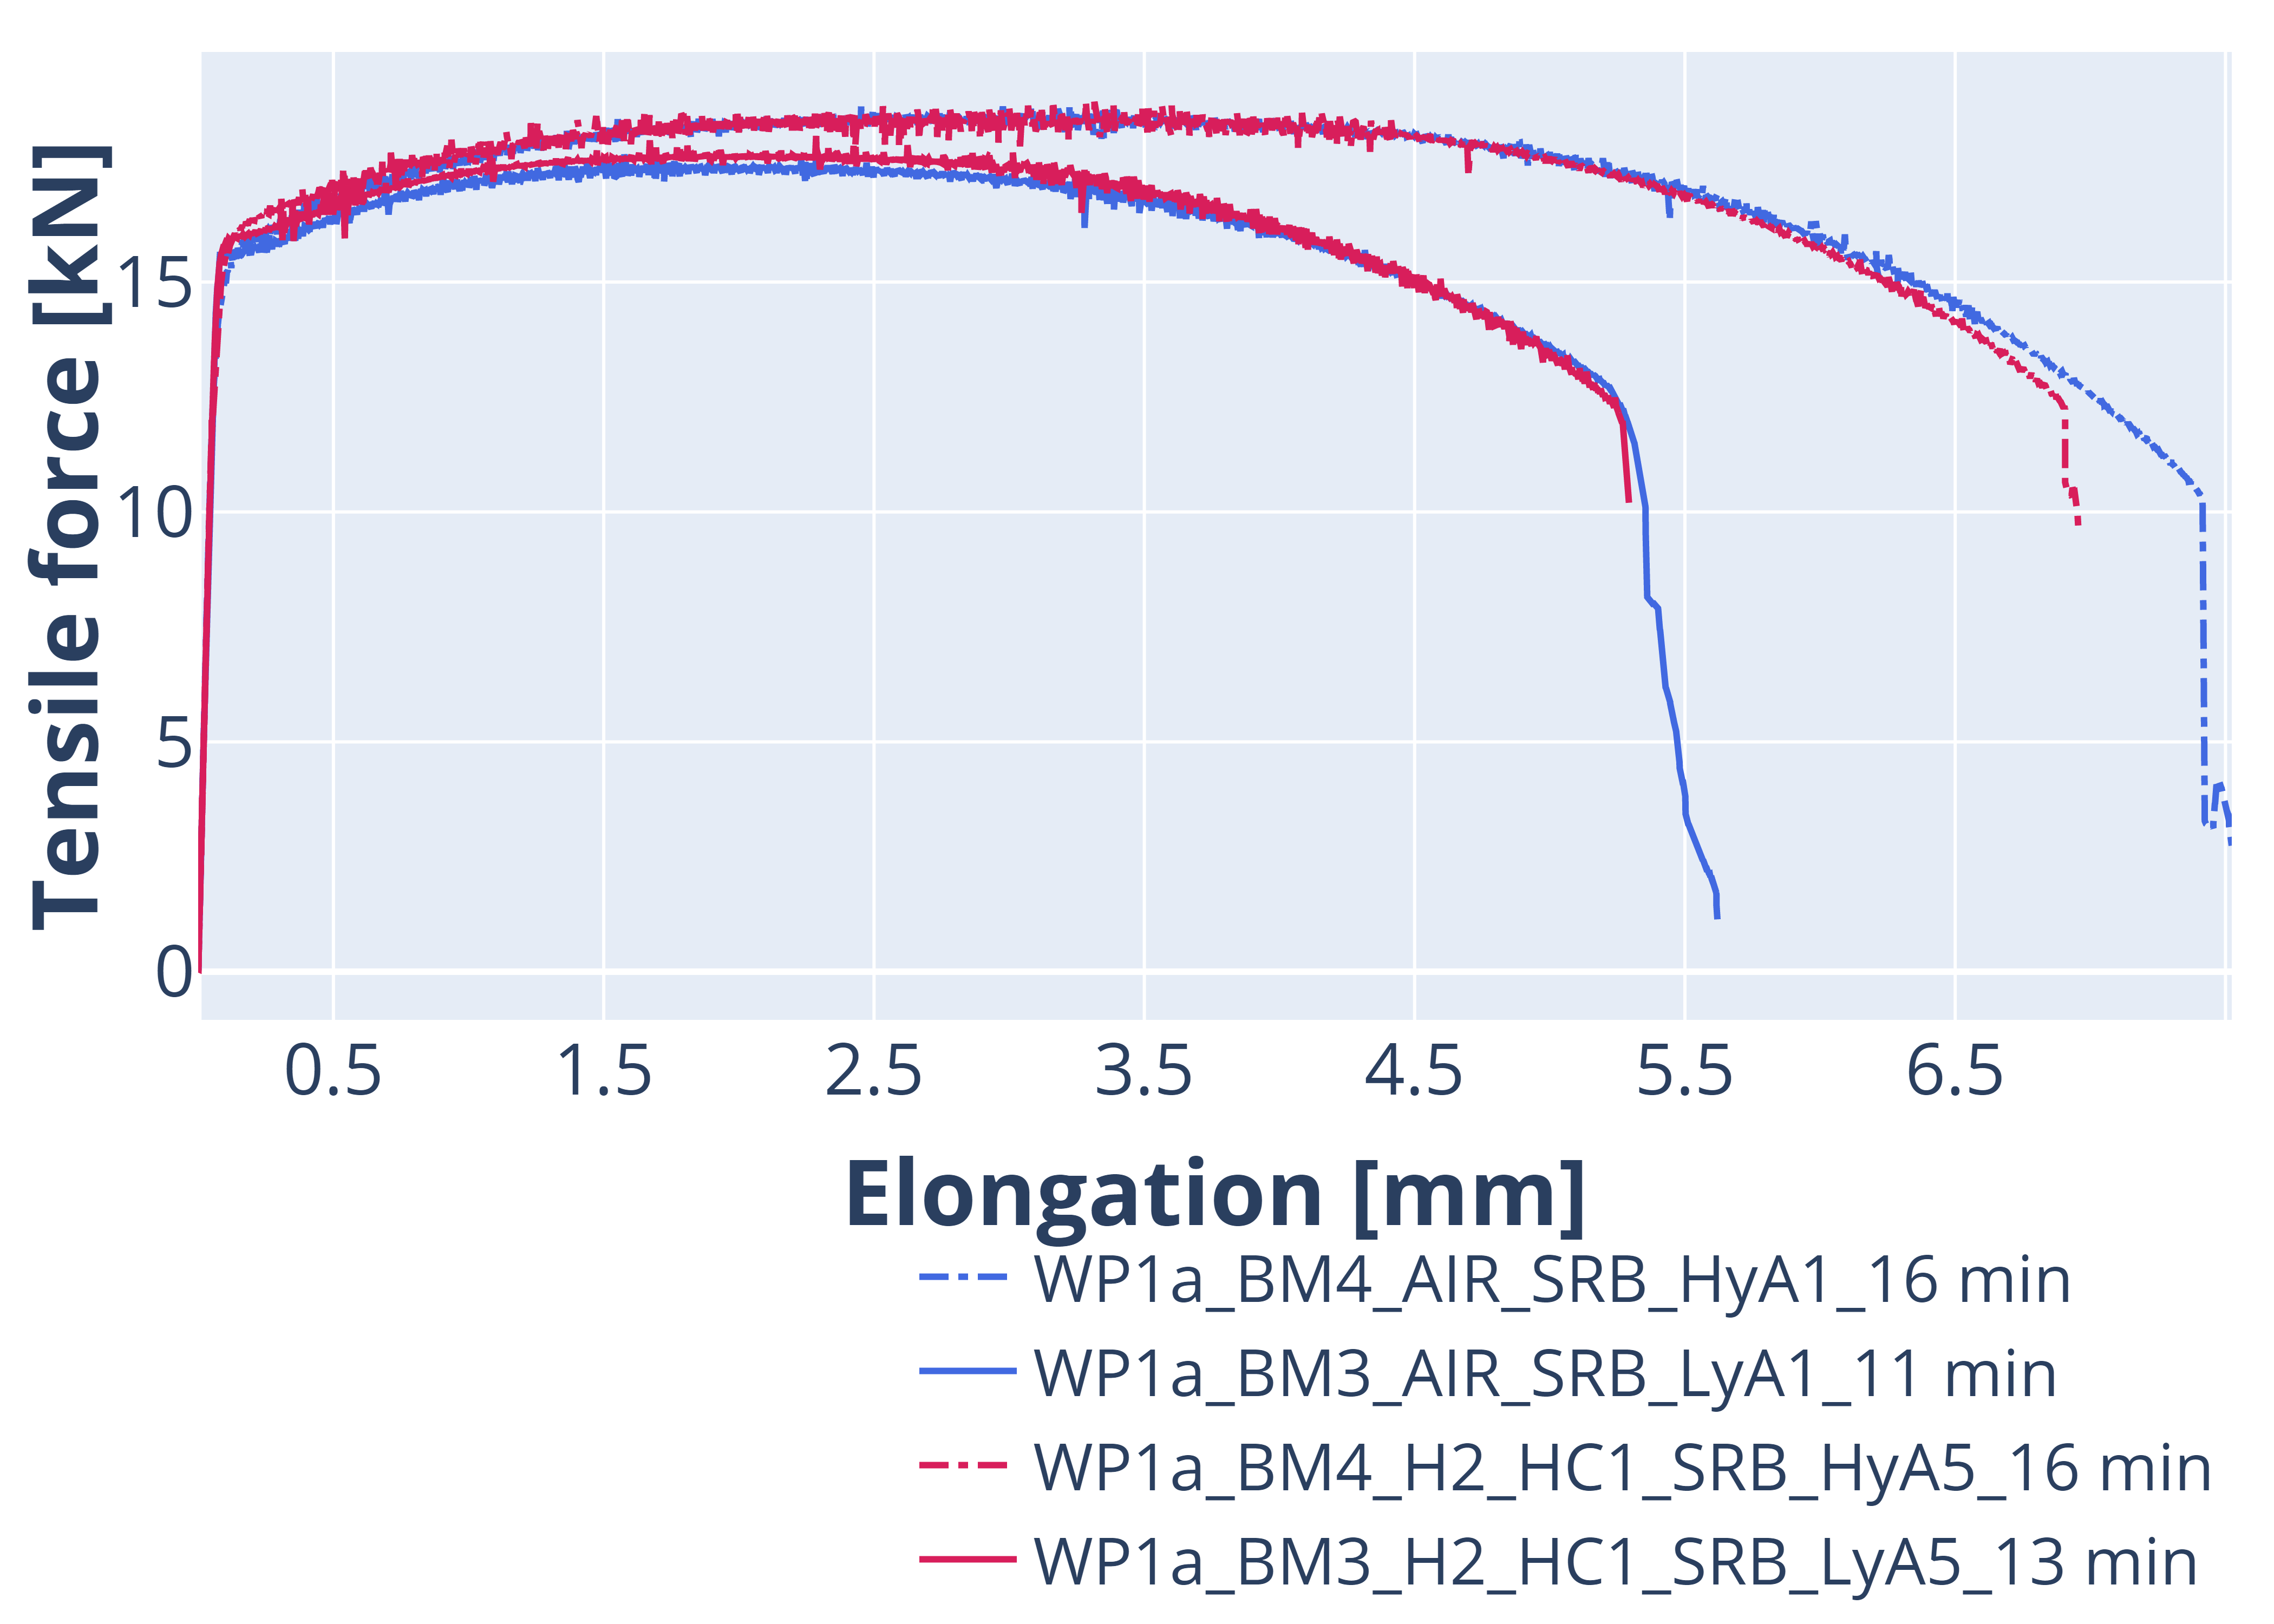 Tensile force [kN]
15
10
5
0
0.5 1.5 2.5 3.5 4.5 5.5 6.5
Elongation [mm]
WP1a_BM4_AIR_SRB_HyA1_16 min
WP1a_BM3_AIR_SRB_LyA1_11 min
WP1a_BM4_H2_HC1_SRB_HyA5_16 min
WP1a_BM3_H2_HC1_SRB_LyA5_13 min